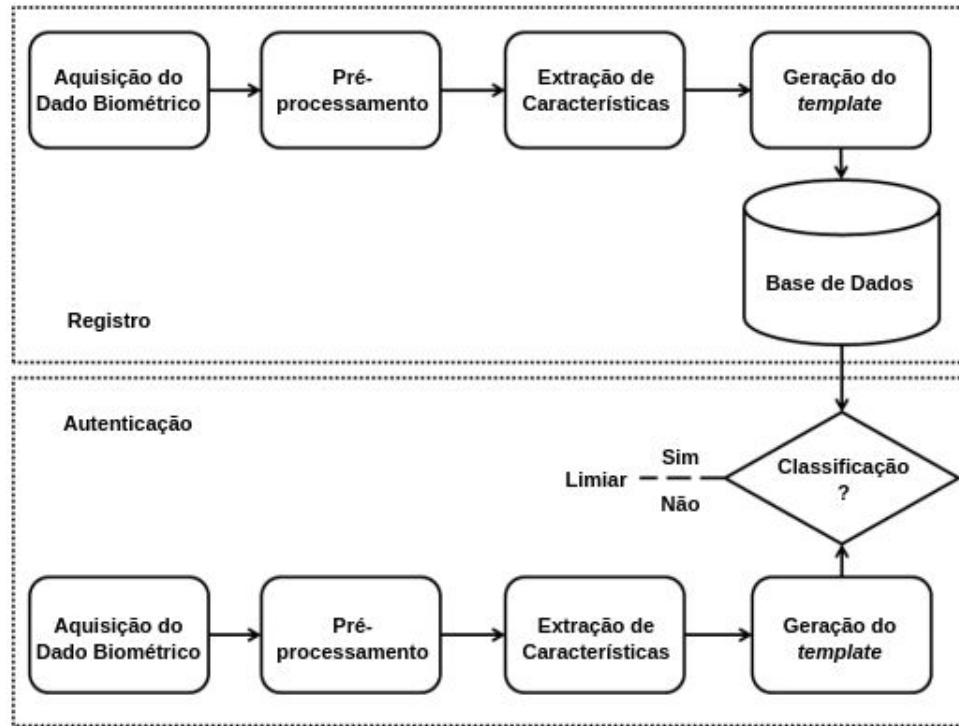 Aquisição do
Dado Biométrico
Pré-
processamento
Extração de
Características
Geração do
template
Base de Dados
Registro
Autenticação
Sim
Limiar
Não
Classificação
?
Aquisição do
Dado Biométrico
Pré-
processamento
Extração de
Características
Geração do
template